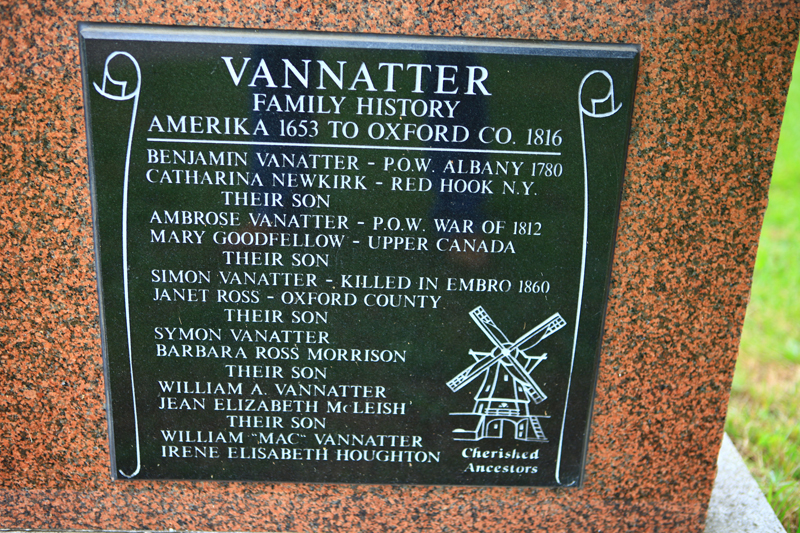 VANNATTER
FAMILY HISTORY
AMERIKA 1653 TO OXFORD CO. 1816
BENJAMIN VANATTER - P.O.W. ALBANY 1780
CATHARINA NEWKIRK - RED HOOK N.Y.
THEIR SON
AMBROSE VANATTER - P.O.W. WAR OF 1812
MARY GOODFELLOW - UPPER CANADA
THEIR SON
SIMON VANATTER - KILLED IN EMBRO 1860
JANET ROSS - OXFORD COUNTY
THEIR SON
SYMON VANATTER
BARBARA ROSS MORRISON
THEIR SON
WILLIAM A. VANNATTER
JEAN ELIZABETH McLEISH
THEIR SON
WILLIAM "MAC" VANNATTER
IRENE ELISABETH HOUGHTON
Cherished
Ancestors